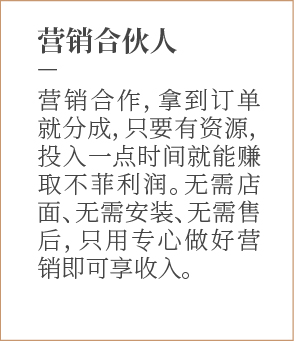 营销合伙人
营销合作，拿到订单
就分成，只要有资源，
投入一点时间就能赚
取不菲利润。无需店
面、无需安装、无需售
后，只用专心做好营
销即可享收入。